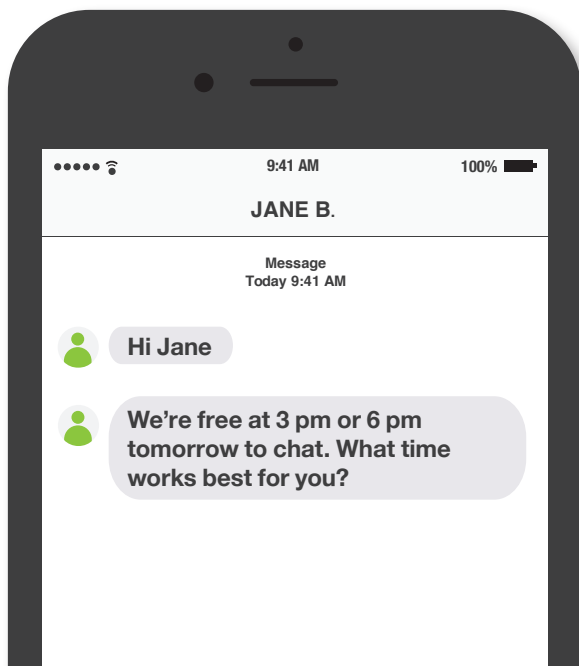 9:41 AM
100%
JANE B.
Message
Today 9:41 AM
Hi Jane
We’re free at 3 pm or 6 pm
tomorrow to chat. What time
works best for you?